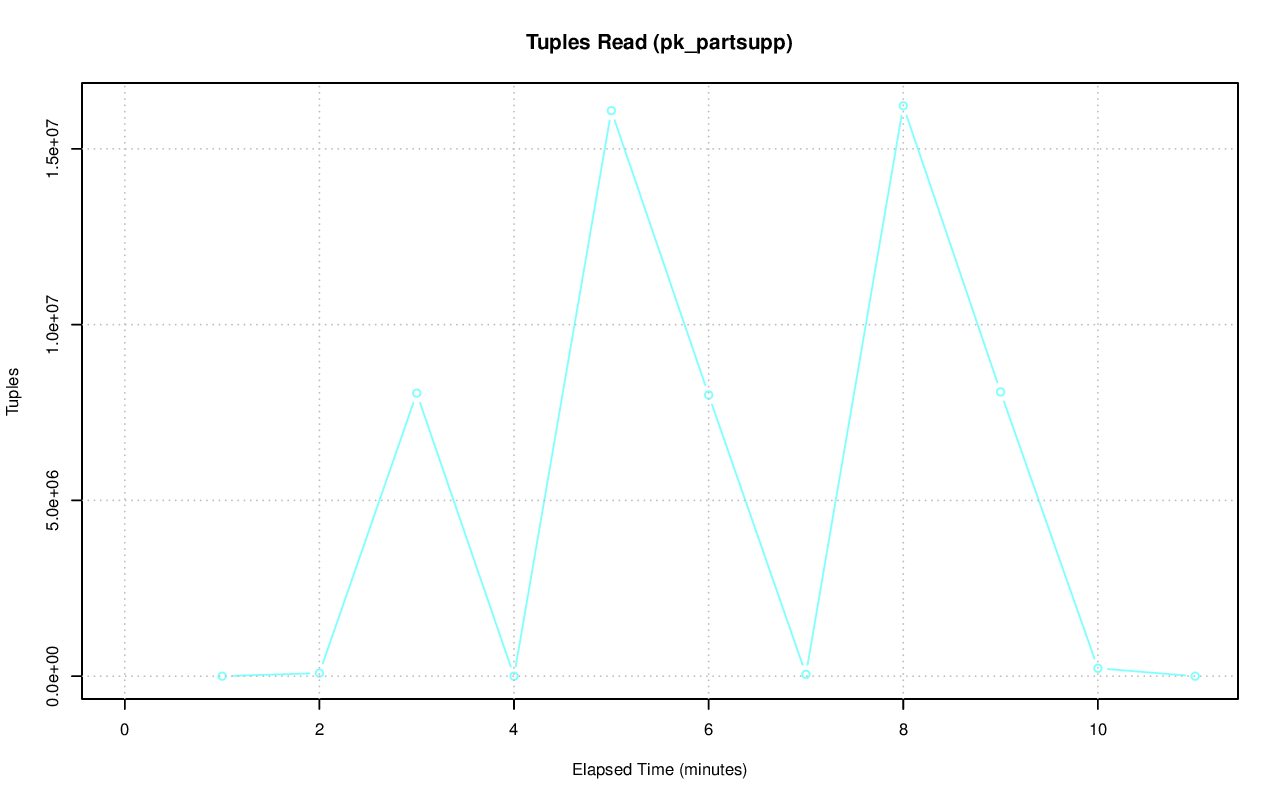 Tuples Read (pk_partsupp)
Tuples
1.5e+07
1.0e+07
5.0e+06
0.0e+00
0 2 4 6 8 10
Elapsed Time (minutes)